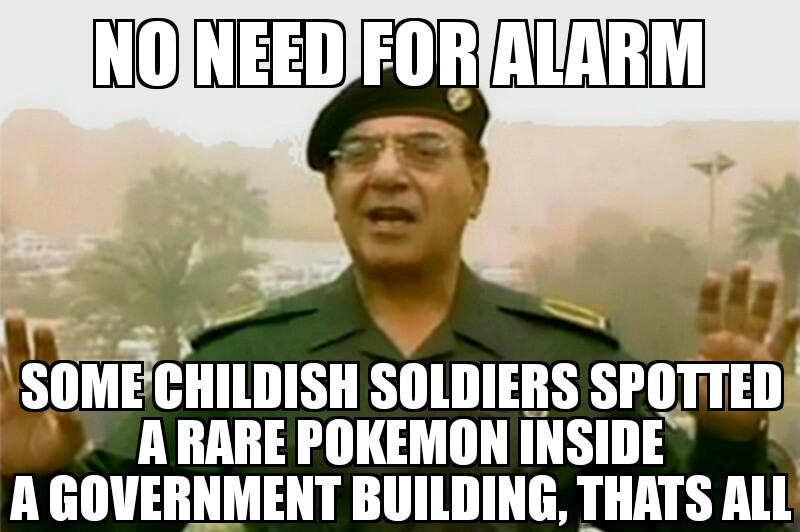 NO NEED FOR ALARM
SOME CHILDISH SOLDIERS SPOTTED
A RARE POKEMON INSIDE
A GOVERNMENT BUILDING, THATS ALL